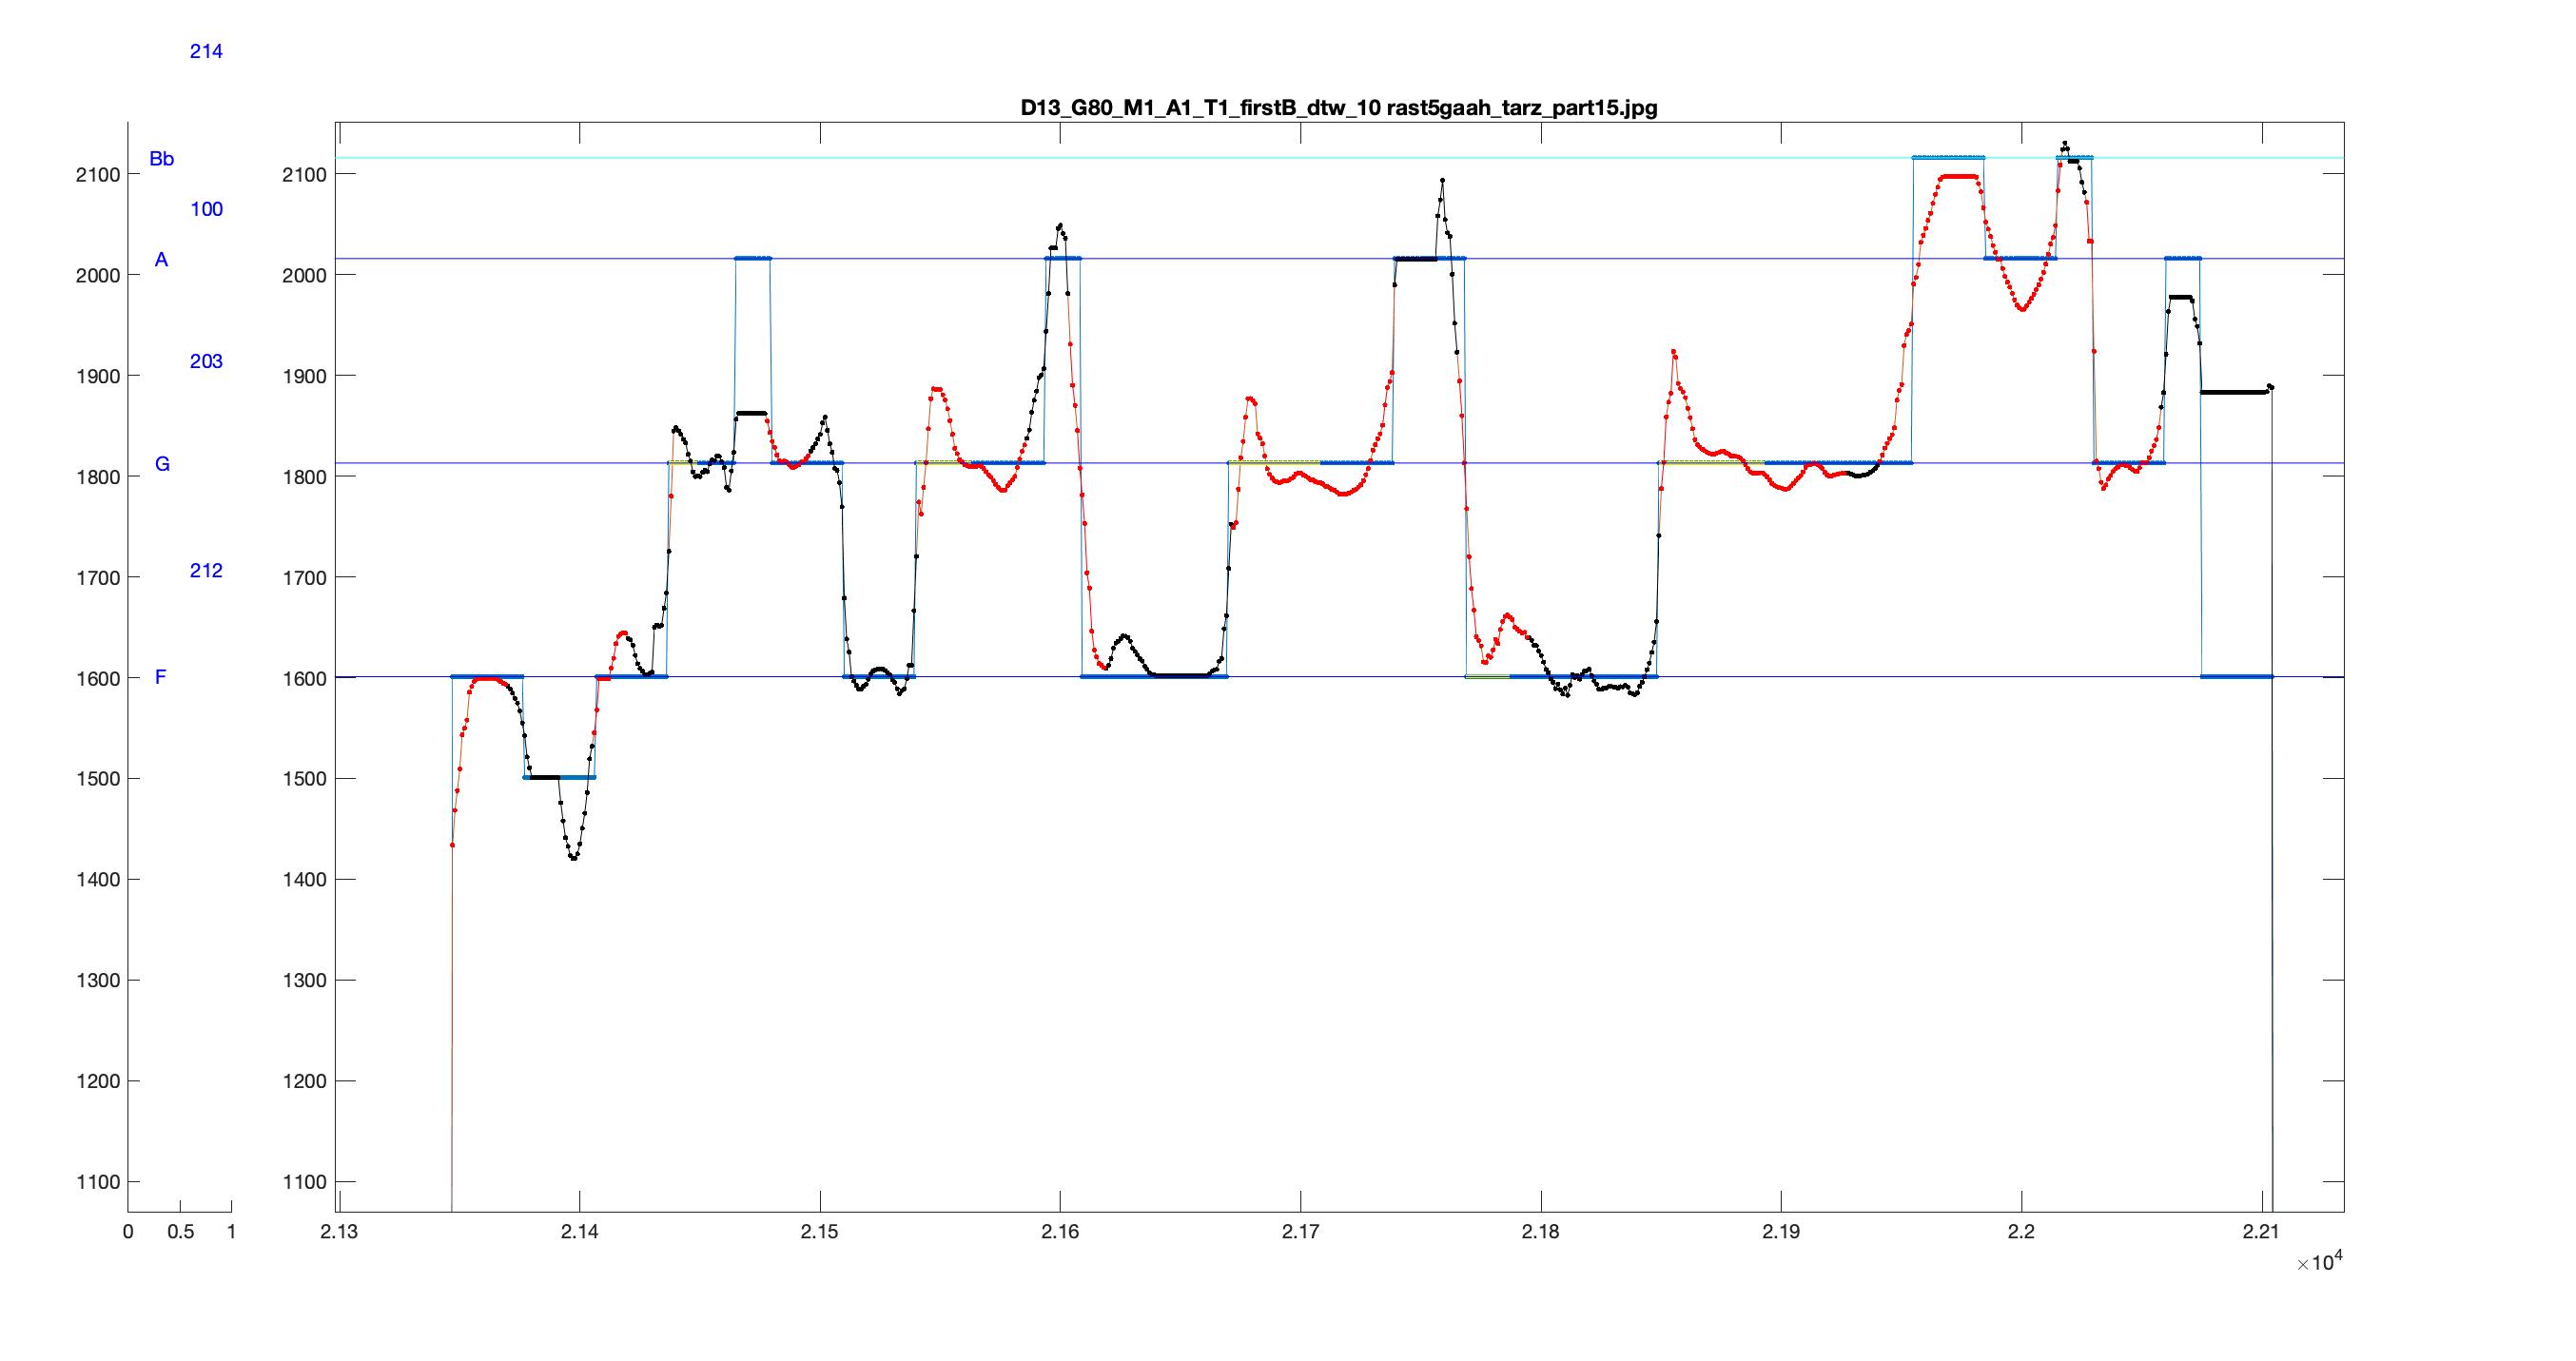 214
D13_G80_M1_A1_T1_firstB_dtw_10 rast5gaah_tarz_part15.jpg
Bb
2100 2100
100
A
2000 2000
203
1900 1900
G
1800 1800
212
1700 1700
F
1600 1600
1500 1500
1400 1400
1300 1300
1200 1200
1100 1100
0 0.5 1 2.13 2.14 2.15 2.16 2.17 2.18 2.19 2.2 2.21
×10^4